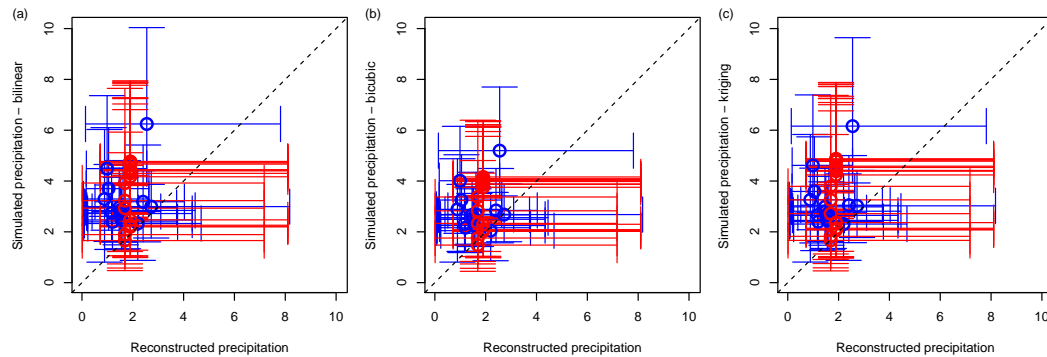 (a)
Simulated precipitation − bilinear
0 2 4 6 8 10
0 2 4 6 8 10
Reconstructed precipitation
(b)
Simulated precipitation − bicubic
0 2 4 6 8 10
0 2 4 6 8 10
Reconstructed precipitation
(c)
Simulated precipitation − kriging
0 2 4 6 8 10
0 2 4 6 8 10
Reconstructed precipitation